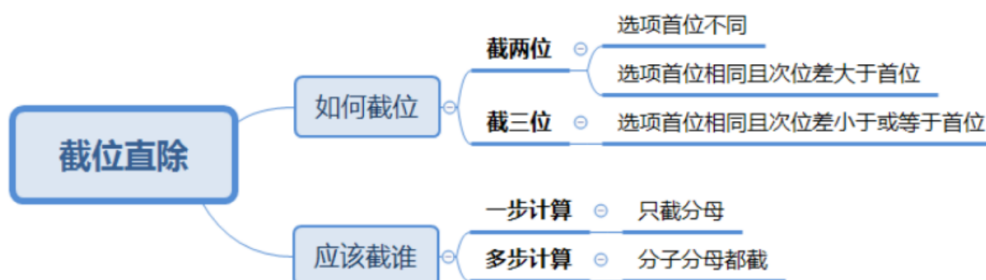 截位直除
如何截位
截两位
选项首位不同
选项首位相同且次位差大于首位
截三位
选项首位相同且次位差小于或等于首位
应该截谁
一步计算
只截分母
多步计算
分子分母都截